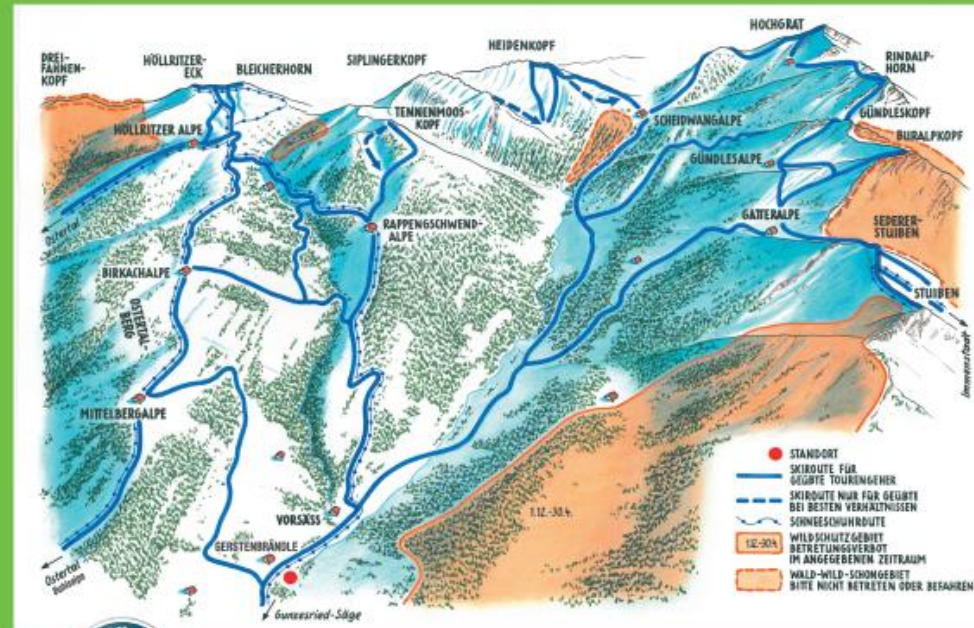 HOCHGRAT
DREI-
FAHNEN-
KOPF
HÖLLRITZER-
ECK
BLEICHERHORN
SIPLINGERKOPF
HEIDENKOPF
RINDALP-
HORN
TENNENMOOS-
KOPF
SCHEIDWANGALPE
GÜNDLESKOPF
HÖLLRITZER ALPE
BURALPKOPF
GÜNDLESALPE
Ostertal
RAPPENGSCHWEND-
ALPE
GATTERALPE
SEDERER-
STUIBEN
BIRKACHALPE
OSTERTAL-
BERG
STUIBEN
Immenstadt
MITTELBERGALPE
VORSÄSS
1.12.-30.4.
GERSTENBRÄNDLE
Ostertal
Gunzesried-Säge
STANDORT
SKIROUTE FÜR
GEÜBTE TOURENGEHER
SKIROUTE NUR FÜR GEÜBTE
BEI BESTEN VERHÄLTNISSEN
SCHNEESCHUHROUTE
1.12.-30.4.
WILDSCHUTZGEBIET
BETRETUNGSVERBOT
IM ANGEGEBENEN ZEITRAUM
WALD-WILD-SCHONGEBIET
BITTE NICHT BETRETEN ODER BEFAHREN